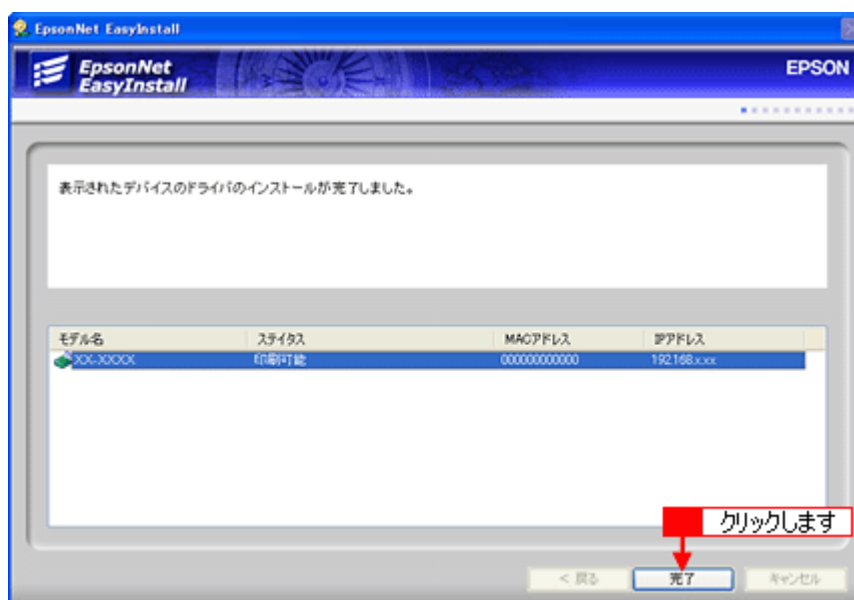 EpsonNet EasyInstall
EpsonNet
EasyInstall
EPSON
表示されたデバイスのドライバのインストールが完了しました。
モデル名 ステイタス MACアドレス IPアドレス
XX-XXXX 印刷可能 000000000000 192.168.x.xx
クリックします
< 戻る 完了 キャンセル